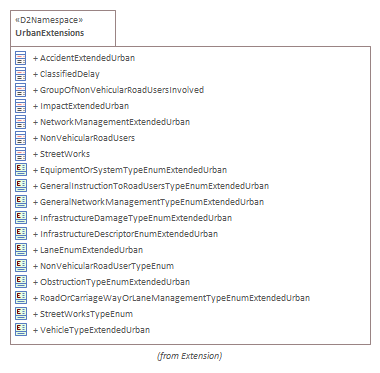 «D2Namespace»
UrbanExtensions
+ AccidentExtendedUrban
+ ClassifiedDelay
+ GroupOfNonVehicularRoadUsersInvolved
+ ImpactExtendedUrban
+ NetworkManagementExtendedUrban
+ NonVehicularRoadUsers
+ StreetWorks
+ EquipmentOrSystemTypeEnumExtendedUrban
+ GeneralInstructionToRoadUsersTypeEnumExtendedUrban
+ GeneralNetworkManagementTypeEnumExtendedUrban
+ InfrastructureDamageTypeEnumExtendedUrban
+ InfrastructureDescriptorEnumExtendedUrban
+ LaneEnumExtendedUrban
+ NonVehicularRoadUserTypeEnum
+ ObstructionTypeEnumExtendedUrban
+ RoadOrCarriageWayOrLaneManagementTypeEnumExtendedUrban
+ StreetWorksTypeEnum
+ VehicleTypeExtendedUrban
(from Extension)